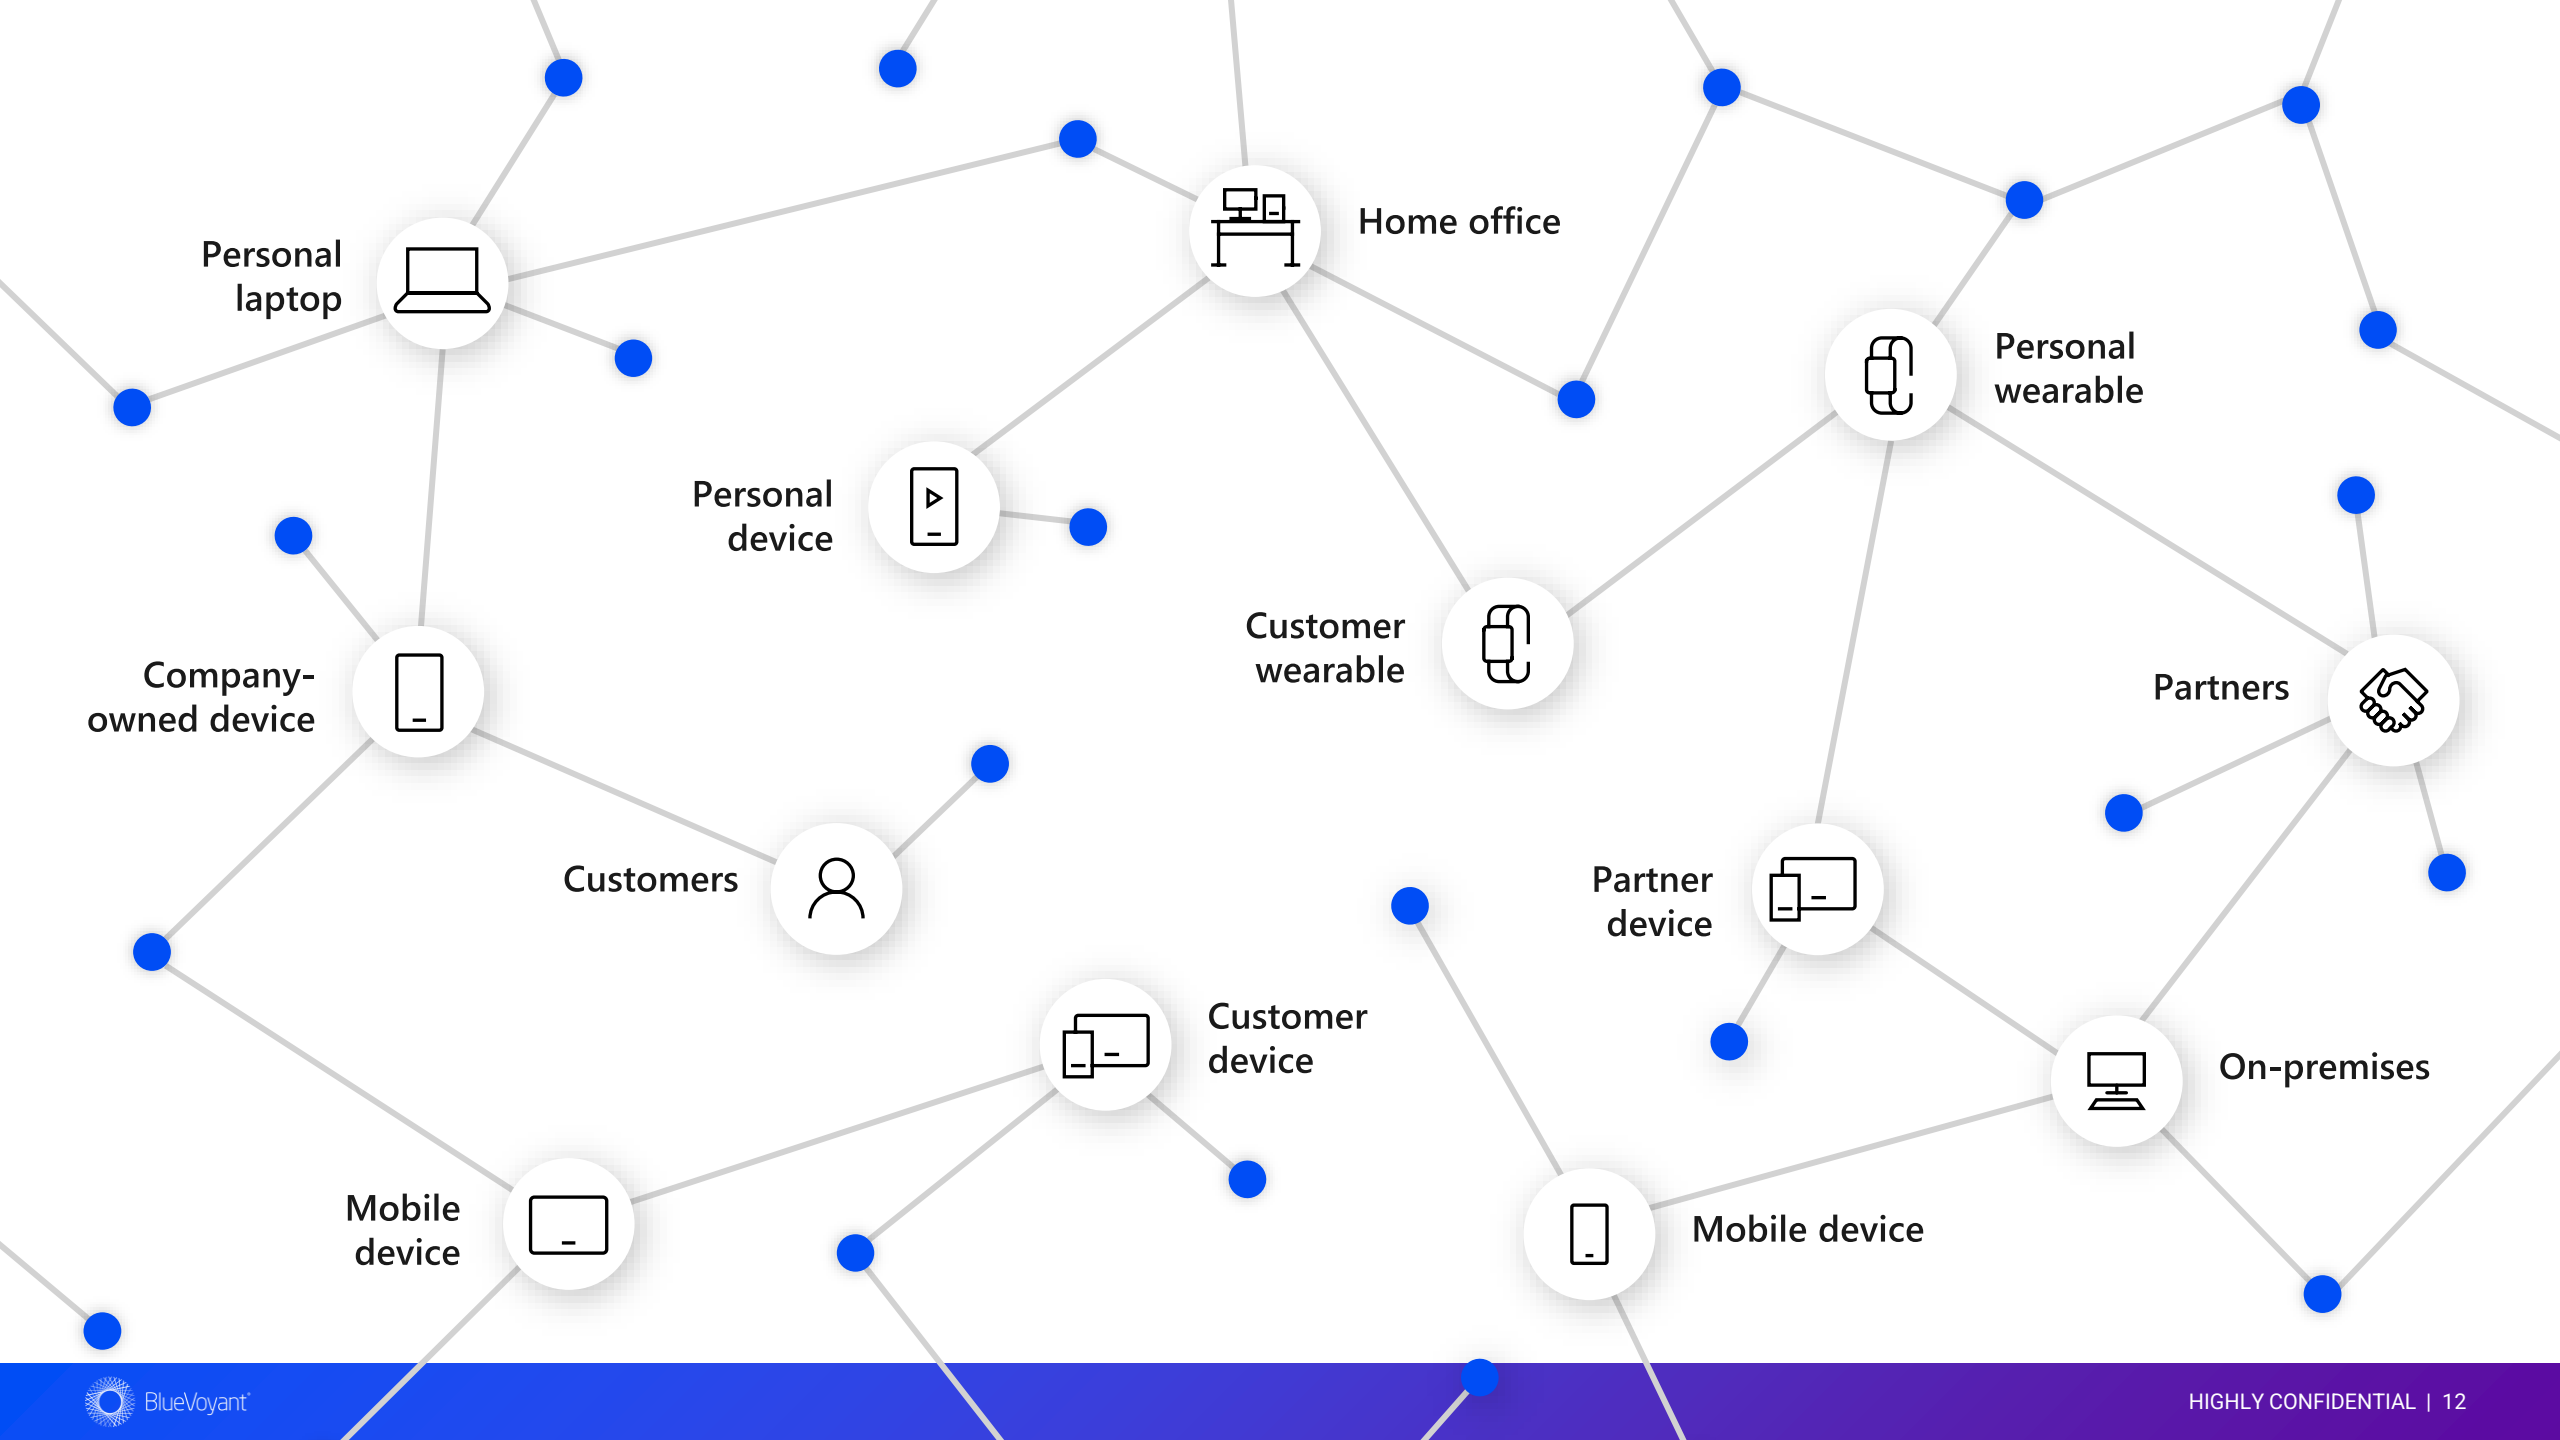 Home office
Personal
laptop
Personal
wearable
Personal
device
Customer
wearable
Company-
owned device
Partners
Customers
Partner
device
Customer
device
On-premises
Mobile
device
Mobile device
BlueVoyant
HIGHLY CONFIDENTIAL | 12